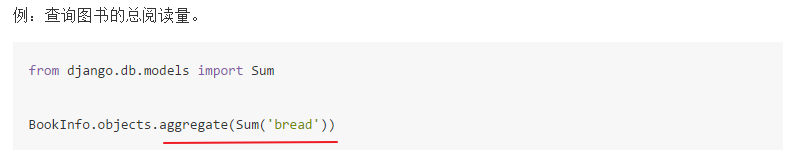 例：查询图书的总阅读量。
from django.db.models import Sum
BookInfo.objects.aggregate(Sum('bread'))